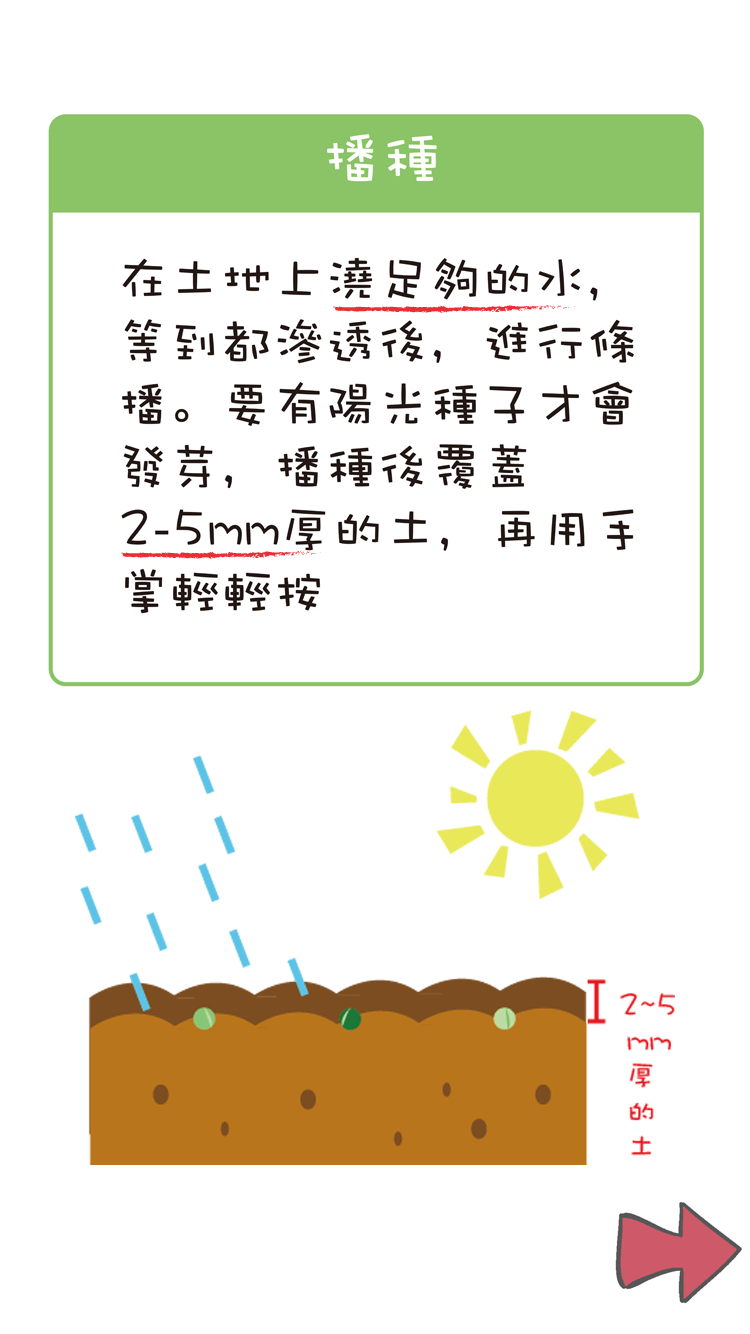 播種
在土地上澆足夠的水,
等到都滲透後, 進行條
播。要有陽光種子才會
發芽, 播種後覆蓋
2-5mm厚的土, 再用手
掌輕輕按
2~5
mm
厚
的
土